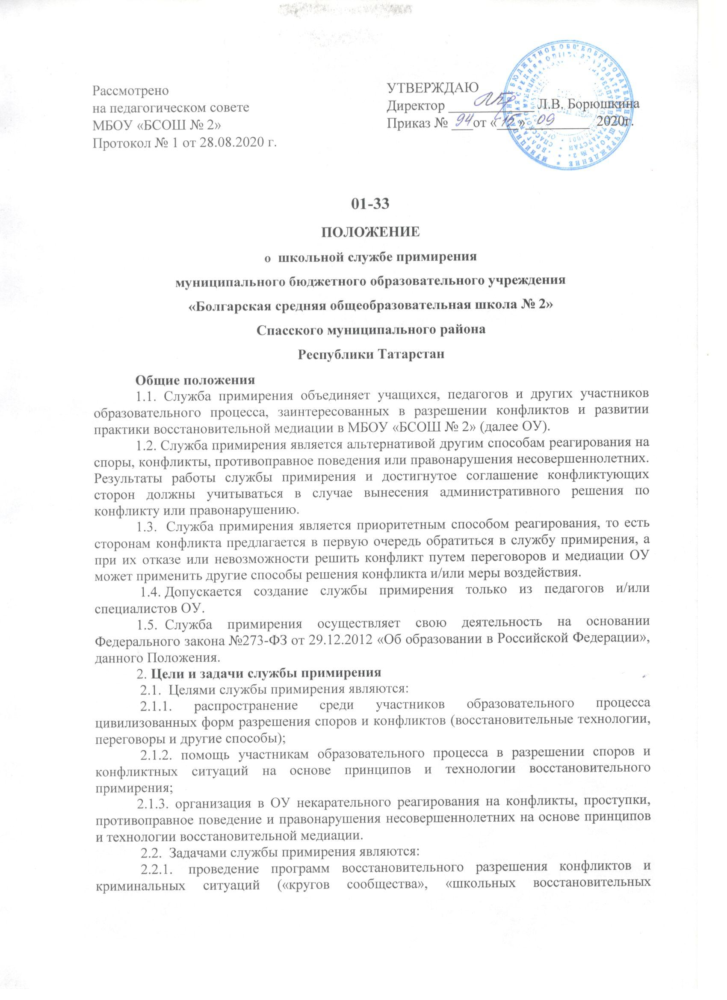 Рассмотрено
на педагогическом совете
МБОУ «БСОШ № 2»
Протокол № 1 от 28.08.2020 г.
УТВЕРЖДАЮ
Директор ____________ Л.В. Борюшкина
Приказ № 94 от «15» 09 2020г.
МУНИЦИПАЛЬНОЕ БЮДЖЕТНОЕ ОБЩЕОБРАЗОВАТЕЛЬНОЕ УЧРЕЖДЕНИЕ
01-33
ПОЛОЖЕНИЕ
о школьной службе примирения
муниципального бюджетного образовательного учреждения
«Болгарская средняя общеобразовательная школа № 2»
Спасского муниципального района
Республики Татарстан
Общие положения
1.1. Служба примирения объединяет учащихся, педагогов и других участников
образовательного процесса, заинтересованных в разрешении конфликтов и развитии
практики восстановительной медиации в МБОУ «БСОШ № 2» (далее ОУ).
1.2. Служба примирения является альтернативой другим способам реагирования на
споры, конфликты, противоправное поведения или правонарушения несовершеннолетних.
Результаты работы службы примирения и достигнутое соглашение конфликтующих
сторон должны учитываться в случае вынесения административного решения по
конфликту или правонарушению.
1.3. Служба примирения является приоритетным способом реагирования, то есть
сторонам конфликта предлагается в первую очередь обратиться в службу примирения, а
при их отказе или невозможности решить конфликт путем переговоров и медиации ОУ
может применить другие способы решения конфликта и/или меры воздействия.
1.4. Допускается создание службы примирения только из педагогов и/или
специалистов ОУ.
1.5. Служба примирения осуществляет свою деятельность на основании
Федерального закона №273-ФЗ от 29.12.2012 «Об образовании в Российской Федерации»,
данного Положения.
2. Цели и задачи службы примирения
2.1. Целями службы примирения являются:
2.1.1. распространение среди участников образовательного процесса
цивилизованных форм разрешения споров и конфликтов (восстановительные технологии,
переговоры и другие способы);
2.1.2. помощь участникам образовательного процесса в разрешении споров и
конфликтных ситуаций на основе принципов и технологии восстановительного
примирения;
2.1.3. организация в ОУ некарательного реагирования на конфликты, проступки,
противоправное поведение и правонарушения несовершеннолетних на основе принципов
и технологии восстановительной медиации.
2.2. Задачами службы примирения являются:
2.2.1. проведение программ восстановительного разрешения конфликтов и
криминальных ситуаций («кругов сообщества», «школьных восстановительных